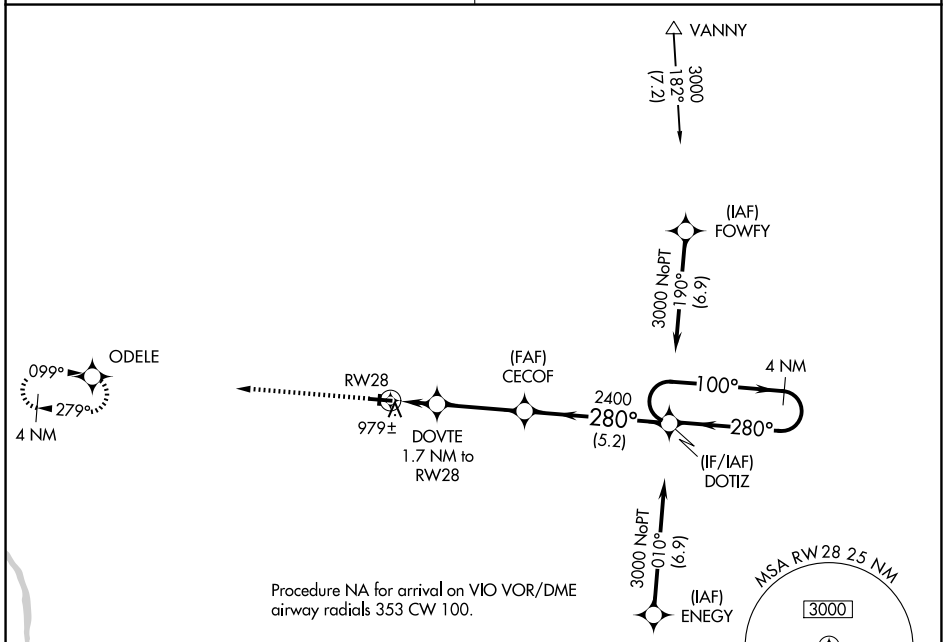 VANNY
3000
182°
(7.2)
(IAF)
FOWFY
3000 NoPT
190°
(6.9)
ODELE
099°
279°
4 NM
RW28
979±
DOVTE
1.7 NM to
RW28
(FAF)
CECOF
2400
280°
(5.2)
4 NM
100°
280°
(IF/IAF)
DOTIZ
3000 NoPT
010°
(6.9)
(IAF)
ENEGY
Procedure NA for arrival on VIO VOR/DME
airway radials 353 CW 100.
MSA RW28 25 NM
3000